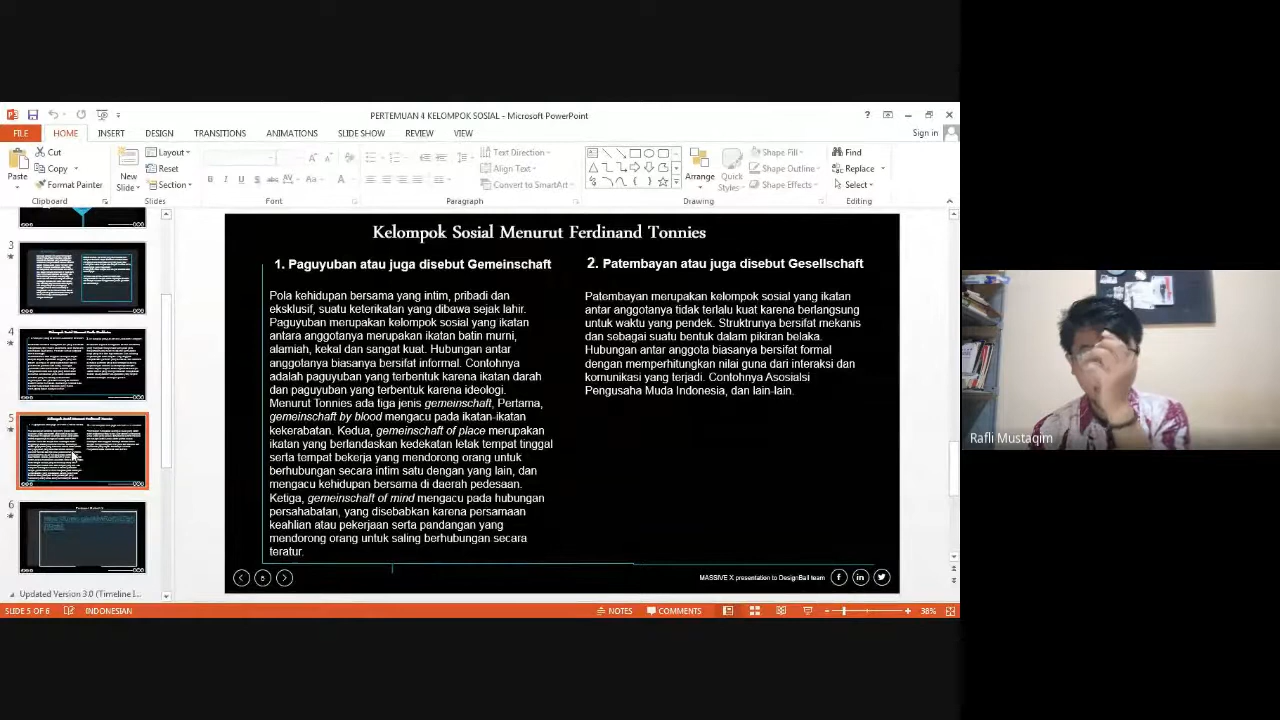 PERTEMUAN 4 KELOMPOK SOSIAL - Microsoft PowerPoint
FILE HOME INSERT DESIGN TRANSITIONS ANIMATIONS SLIDE SHOW REVIEW VIEW Sign in
Paste
Cut
Copy
Format Painter
Clipboard
New Slide
Layout
Reset
Section
Slides
Font
Text Direction
Align Text
Convert to SmartArt
Paragraph
Arrange
Quick Styles
Shape Fill
Shape Outline
Shape Effects
Drawing
Find
Replace
Select
Editing
3
4
5
6
Updated Version 3.0 (Timeline I...
Kelompok Sosial Menurut Ferdinand Tonnies
1. Paguyuban atau juga disebut Gemeinschaft
Pola kehidupan bersama yang intim, pribadi dan
eksklusif, suatu keterikatan yang dibawa sejak lahir.
Paguyuban merupakan kelompok sosial yang ikatan
antara anggotanya merupakan ikatan batin murni,
alamiah, kekal dan sangat kuat. Hubungan antar
anggotanya biasanya bersifat informal. Contohnya
adalah paguyuban yang terbentuk karena ikatan darah
dan paguyuban yang terbentuk karena ideologi.
Menurut Tonnies ada tiga jenis gemeinschaft, Pertama,
gemeinschaft by blood mengacu pada ikatan-ikatan
kekerabatan. Kedua, gemeinschaft of place merupakan
ikatan yang berlandaskan kedekatan letak tempat tinggal
serta tempat bekerja yang mendorong orang untuk
berhubungan secara intim satu dengan yang lain, dan
mengacu kehidupan bersama di daerah pedesaan.
Ketiga, gemeinschaft of mind mengacu pada hubungan
persahabatan, yang disebabkan karena persamaan
keahlian atau pekerjaan serta pandangan yang
mendorong orang untuk saling berhubungan secara
teratur.
2. Patembayan atau juga disebut Gesellschaft
Patembayan merupakan kelompok sosial yang ikatan
antar anggotanya tidak terlalu kuat karena berlangsung
untuk waktu yang pendek. Struktunya bersifat mekanis
dan sebagai suatu bentuk dalam pikiran belaka.
Hubungan antar anggota biasanya bersifat formal
dengan memperhitungkan nilai guna dari interaksi dan
komunikasi yang terjadi. Contohnya Asosialsi
Pengusaha Muda Indonesia, dan lain-lain.
MASSIVE X presentation to DesignBall team
SLIDE 5 OF 6 INDONESIAN NOTES COMMENTS 38%
Rafli Mustaqim